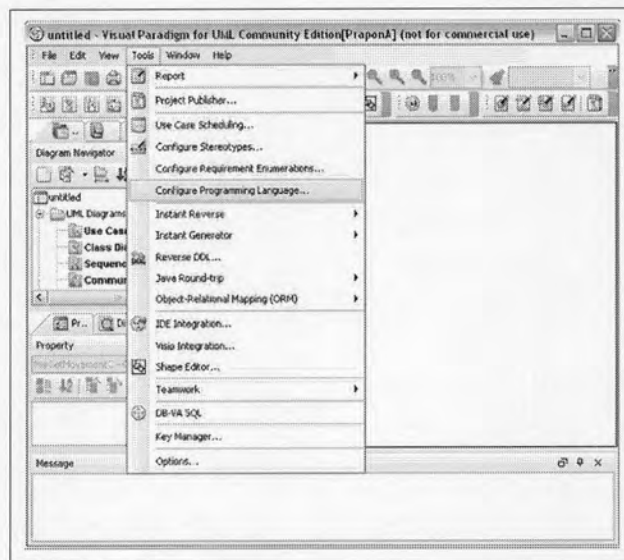 untitled - Visual Paradigm for UML Community Edition[PraponA] (not for commercial use)
File Edit View Tools Window Help
100%
Report
Project Publisher...
Use Case Scheduling...
Configure Stereotypes...
Configure Requirement Enumerations...
Configure Programming Language...
Instant Reverse
Instant Generator
Reverse DDL...
Java Round-trip
Object-Relational Mapping (ORM)
IDE Integration...
Visio Integration...
Shape Editor...
Teamwork
DB-VA SQL
Key Manager...
Options...
Diagram Navigator
untitled
UML Diagrams
Use Case
Class Di
Sequenc
Commur
Pr...
Property
Message